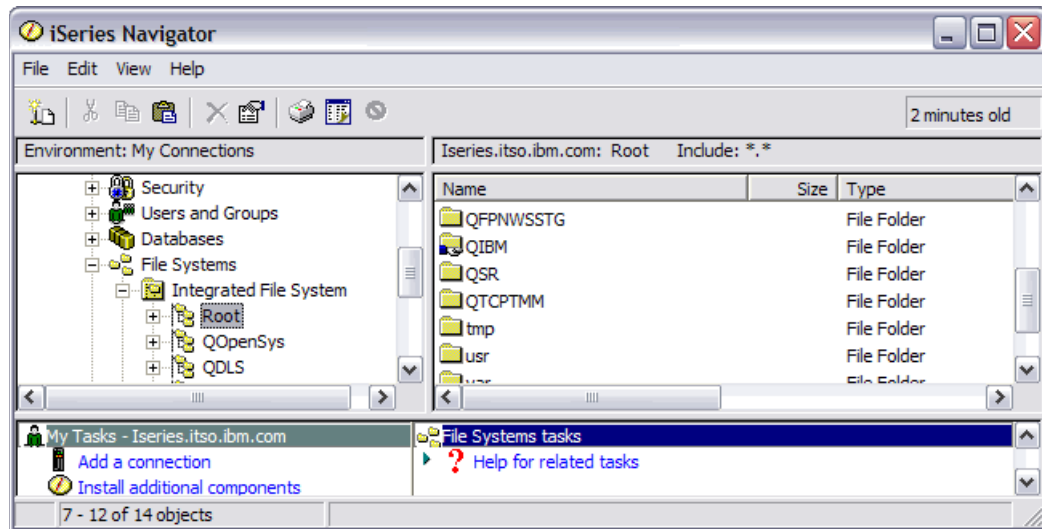 iSeries Navigator
File Edit View Help
2 minutes old
Environment: My Connections
Iseries.itso.ibm.com: Root Include: *.*
Security
Users and Groups
Databases
File Systems
Integrated File System
Root
QOpenSys
QDLS
Name Size Type
QFPNWSSTG File Folder
QIBM File Folder
QSR File Folder
QTCPTMM File Folder
tmp File Folder
usr File Folder
var File Folder
My Tasks - Iseries.itso.ibm.com
Add a connection
Install additional components
File Systems tasks
? Help for related tasks
7 - 12 of 14 objects